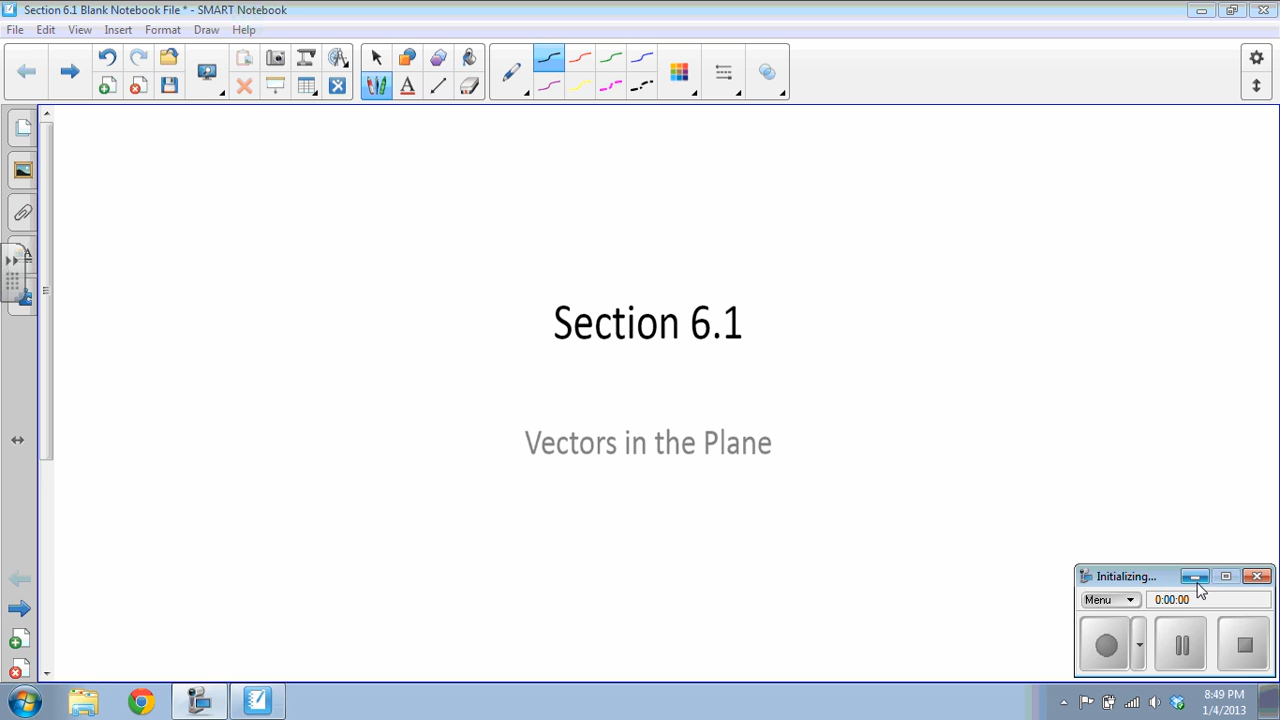 Section 6.1 Blank Notebook File * - SMART Notebook
File Edit View Insert Format Draw Help
A
Section 6.1
Vectors in the Plane
Initializing...
Menu 0:00:00
8:49 PM
1/4/2013